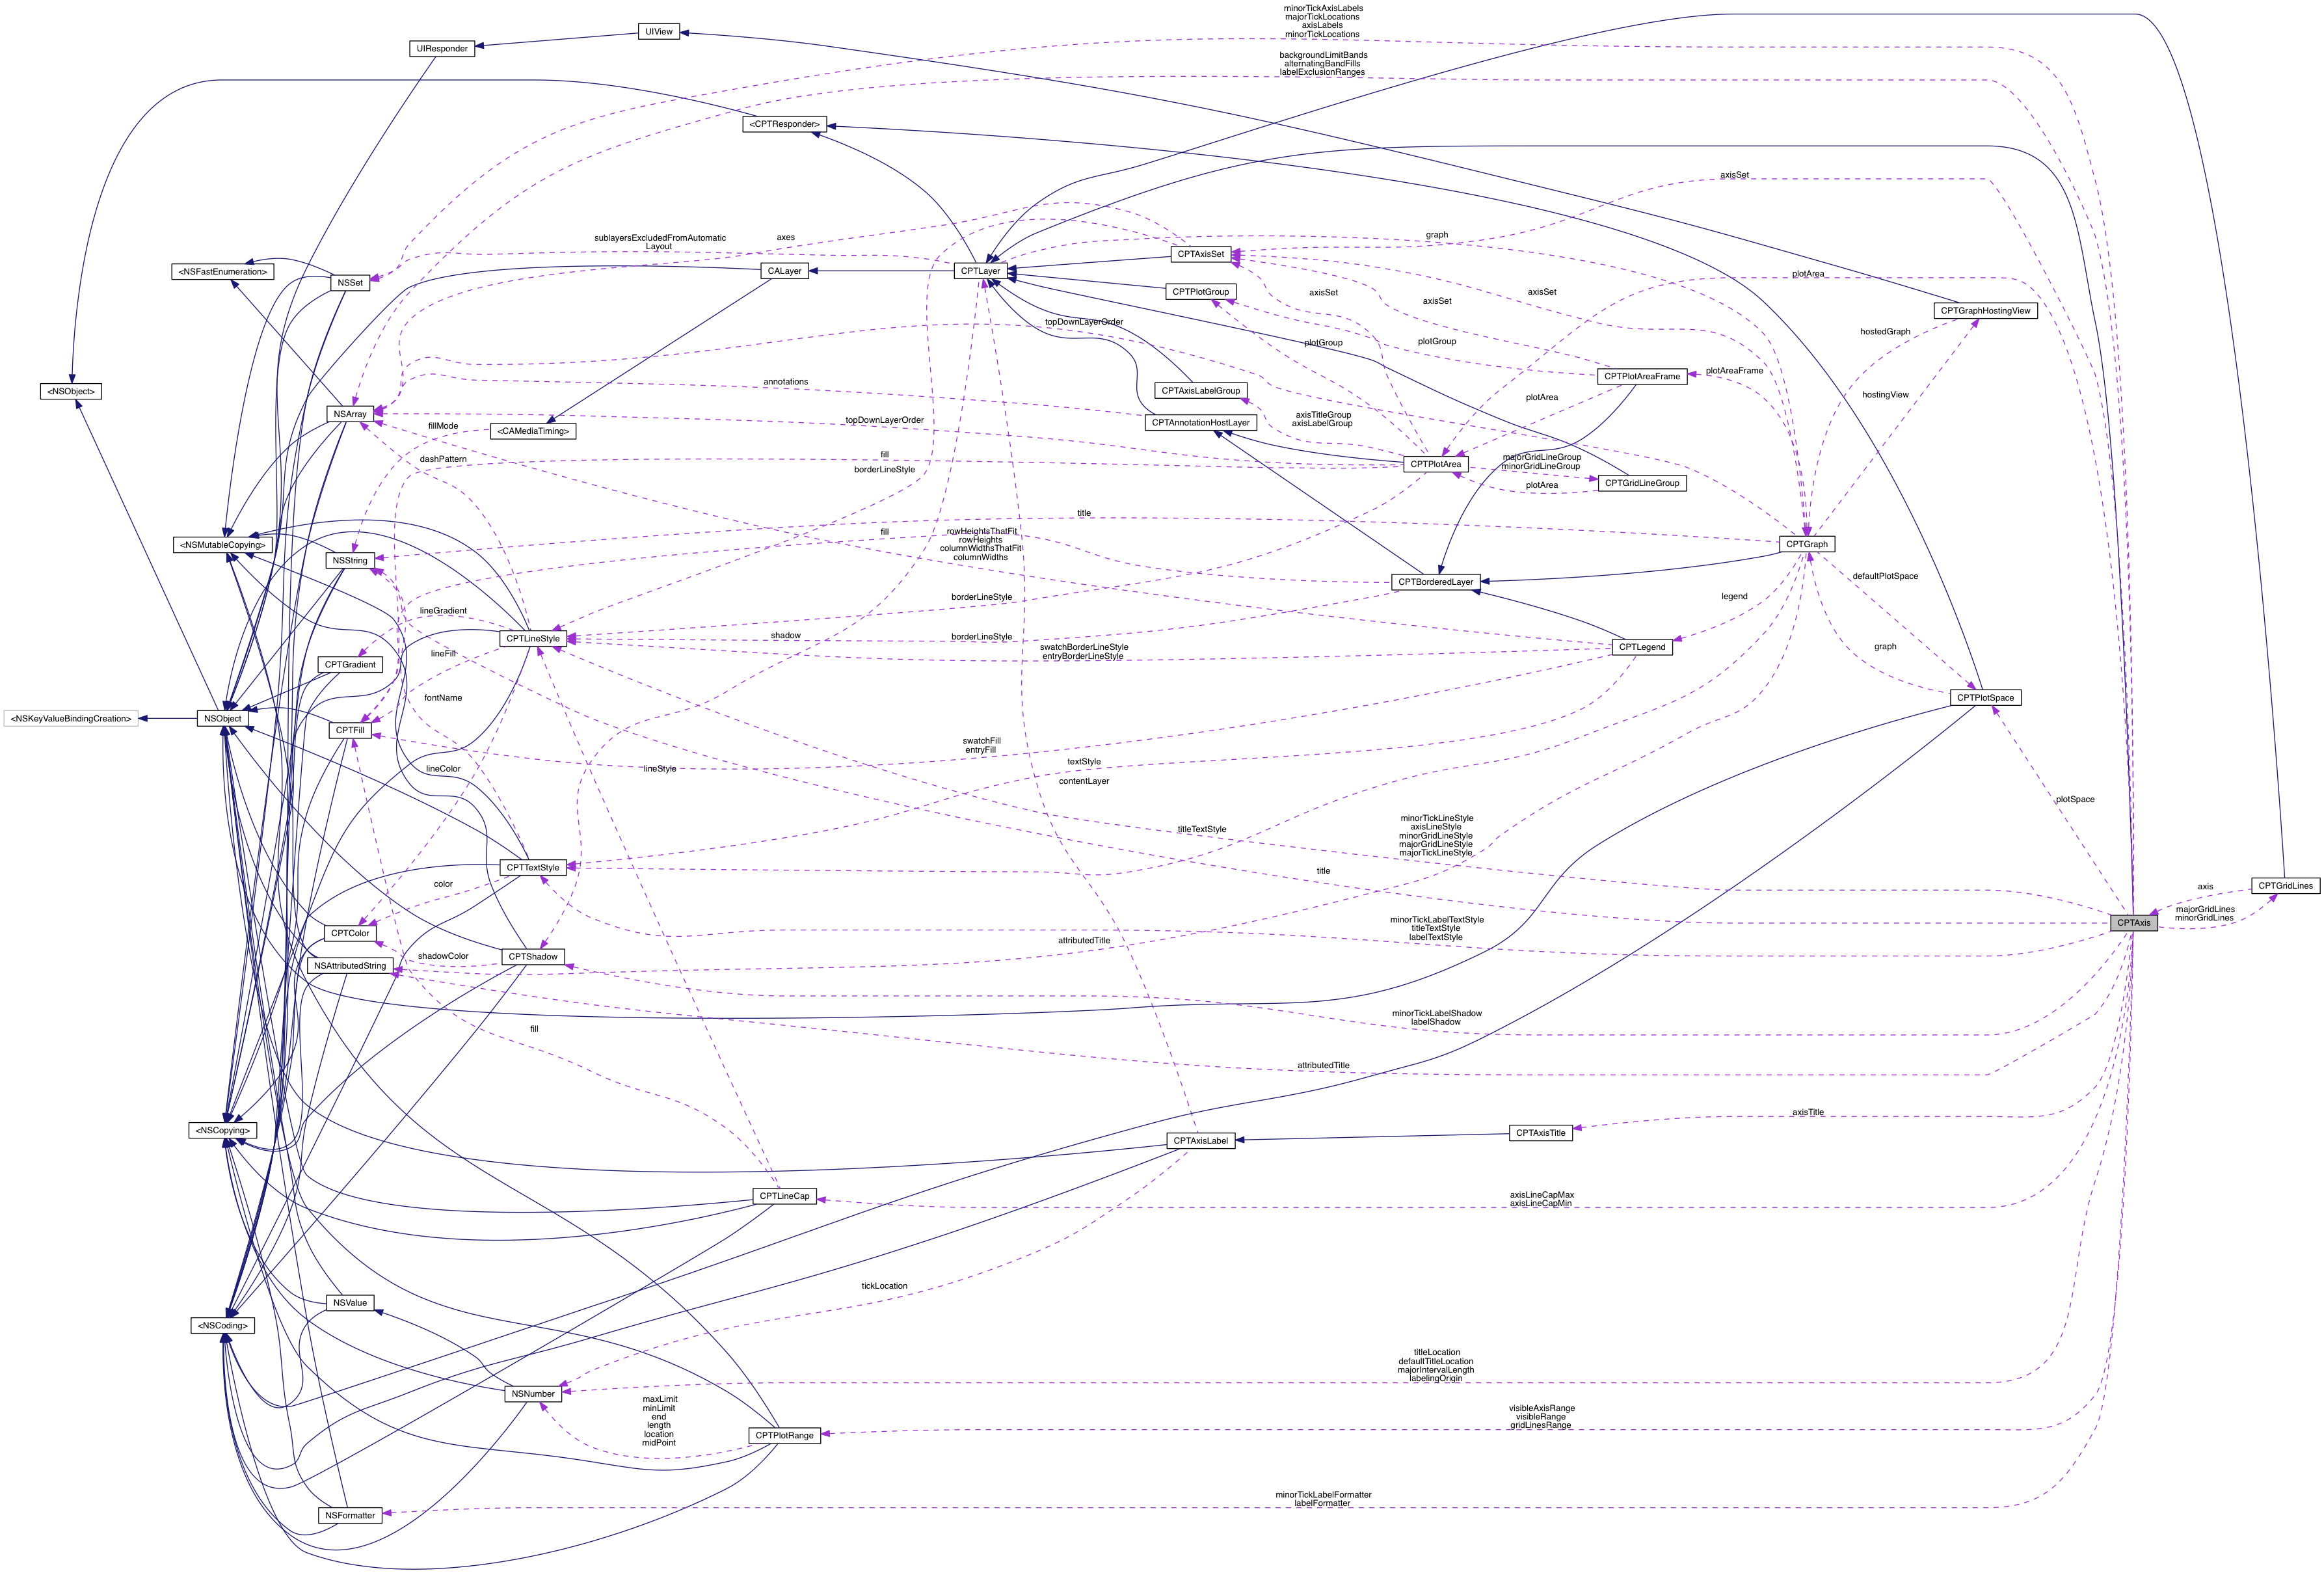 minorTickAxisLabels
majorTickLocations
axisLabels
minorTickLocations
UIView
UIResponder
backgroundLimitBands
alternatingBandFills
labelExclusionRanges
<CPTResponder>
axisSet
sublayersExcludedFromAutomatic
Layout
axes
graph
CPTAxisSet
<NSFastEnumeration>
NSSet
CALayer
CPTLayer
plotArea
CPTPlotGroup
axisSet
axisSet
axisSet
CPTGraphHostingView
topDownLayerOrder
hostedGraph
plotGroup
plotGroup
<NSObject>
annotations
CPTAxisLabelGroup
CPTPlotAreaFrame
plotAreaFrame
hostingView
plotArea
NSArray
fillMode
<CAMediaTiming>
topDownLayerOrder
CPTAnnotationHostLayer
axisTitleGroup
axisLabelGroup
dashPattern
fill
borderLineStyle
CPTPlotArea
majorGridLineGroup
minorGridLineGroup
plotArea
CPTGridLineGroup
title
<NSMutableCopying>
NSString
fill
rowHeightsThatFit
rowHeights
columnWidthsThatFit
columnWidths
CPTGraph
CPTBorderedLayer
defaultPlotSpace
lineGradient
borderLineStyle
legend
CPTLineStyle
shadow
borderLineStyle
CPTGradient
lineFill
swatchBorderLineStyle
entryBorderLineStyle
CPTLegend
graph
fontName
CPTPlotSpace
<NSKeyValueBindingCreation>
NSObject
CPTFill
swatchFill
entryFill
lineColor
lineStyle
textStyle
contentLayer
plotSpace
titleTextStyle
minorTickLineStyle
axisLineStyle
minorGridLineStyle
majorGridLineStyle
majorTickLineStyle
CPTTextStyle
title
color
axis
CPTGridLines
majorGridLines
minorGridLines
CPTAxis
CPTColor
minorTickLabelTextStyle
titleTextStyle
labelTextStyle
attributedTitle
NSAttributedString
shadowColor
CPTShadow
fill
minorTickLabelShadow
labelShadow
attributedTitle
axisTitle
<NSCopying>
CPTAxisLabel
CPTAxisTitle
CPTLineCap
axisLineCapMax
axisLineCapMin
tickLocation
NSValue
<NSCoding>
titleLocation
defaultTitleLocation
majorIntervalLength
labelingOrigin
NSNumber
maxLimit
minLimit
end
length
location
midPoint
CPTPlotRange
visibleAxisRange
visibleRange
gridLinesRange
minorTickLabelFormatter
labelFormatter
NSFormatter